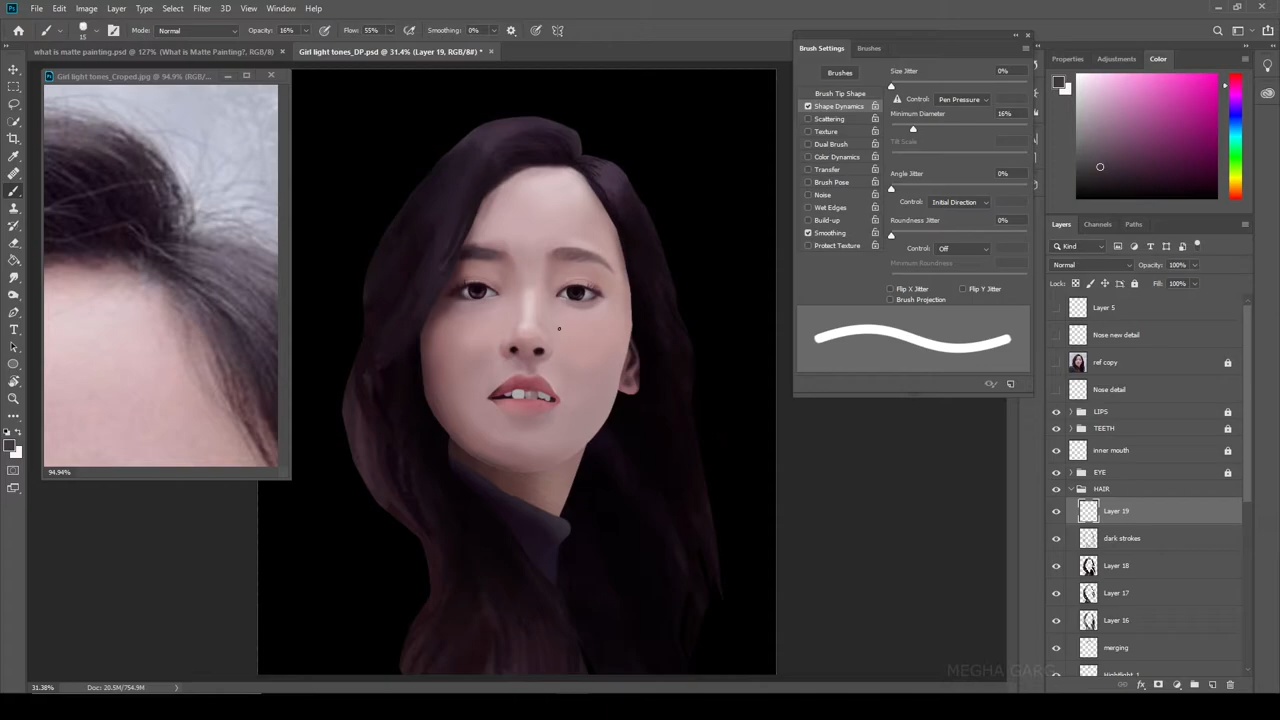 Ps File Edit Image Layer Type Select Filter 3D View Window Help
15 Mode: Normal Opacity: 16% Flow: 55% Smoothing: 0%
what is matte painting.psd @ 127% (What is Matte Painting?, RGB/8) × Girl light tones_DP.psd @ 31.4% (Layer 19, RGB/8#) * ×
Girl light tones_Cruped.jpg @ 94.9% (RGB/...
94.94%
Brush Settings Brushes
Brushes
Brush Tip Shape
Shape Dynamics
Scattering
Texture
Dual Brush
Color Dynamics
Transfer
Brush Pose
Noise
Wet Edges
Build-up
Smoothing
Protect Texture
Size Jitter 0%
Control: Pen Pressure
Minimum Diameter 16%
Tilt Scale
Angle Jitter 0%
Control: Initial Direction
Roundness Jitter 0%
Control: Off
Minimum Roundness
Flip X Jitter Flip Y Jitter
Brush Projection
Properties Adjustments Color
Layers Channels Paths
Kind
Normal Opacity: 100%
Lock: Fill: 100%
Layer 5
Nose new detail
ref copy
Nose detail
LIPS
TEETH
inner mouth
EYE
HAIR
Layer 19
dark strokes
Layer 18
Layer 17
Layer 16
merging
Highlight 1
MEGHA GARG
31.38% Doc: 20.5M/754.9M